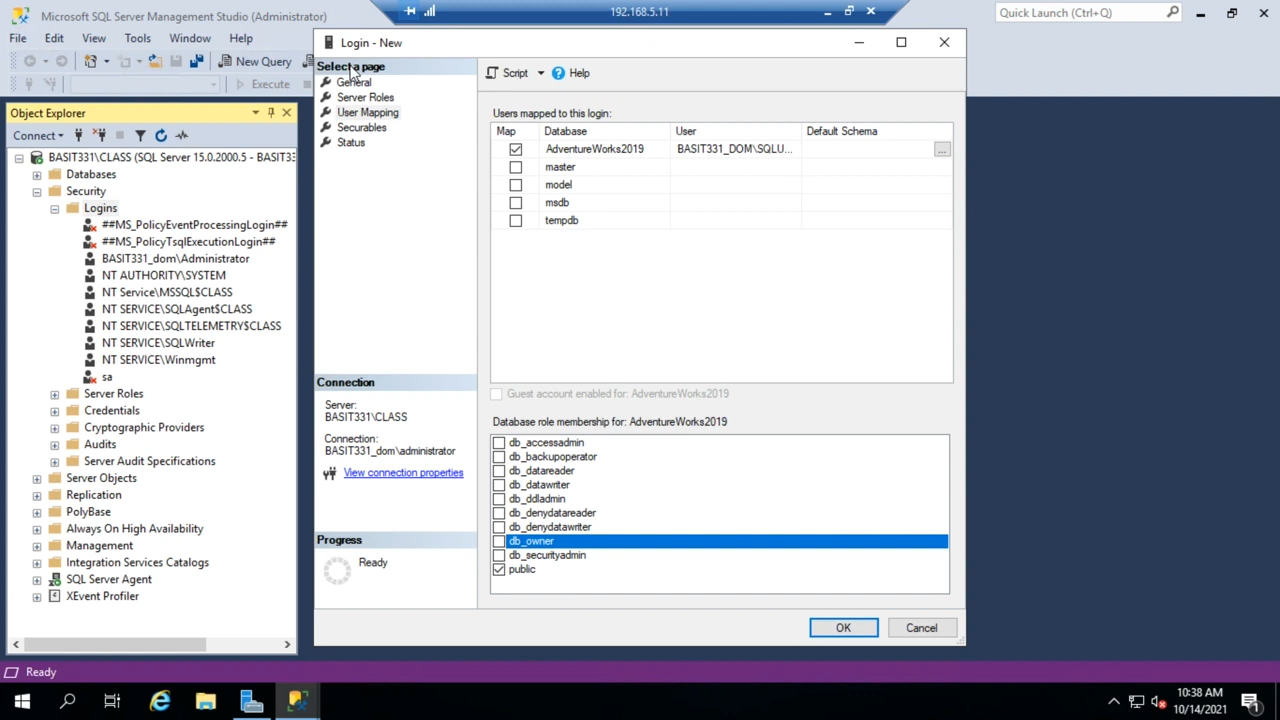 Microsoft SQL Server Management Studio (Administrator)
192.168.5.11
Quick Launch (Ctrl+Q)
File Edit View Tools Window Help
New Query
Execute
Object Explorer
Connect
BASIT331\CLASS (SQL Server 15.0.2000.5 - BASIT33
Databases
Security
Logins
##MS_PolicyEventProcessingLogin##
##MS_PolicyTsqlExecutionLogin##
BASIT331_dom\Administrator
NT AUTHORITY\SYSTEM
NT Service\MSSQL$CLASS
NT SERVICE\SQLAgent$CLASS
NT SERVICE\SQLTELEMETRY$CLASS
NT SERVICE\SQLWriter
NT SERVICE\Winmgmt
sa
Server Roles
Credentials
Cryptographic Providers
Audits
Server Audit Specifications
Server Objects
Replication
PolyBase
Always On High Availability
Management
Integration Services Catalogs
SQL Server Agent
XEvent Profiler
Login - New
Select a page
General
Server Roles
User Mapping
Securables
Status
Connection
Server:
BASIT331\CLASS
Connection:
BASIT331_dom\administrator
View connection properties
Progress
Ready
Script Help
Users mapped to this login:
Map Database User Default Schema
AdventureWorks2019 BASIT331_DOM\SQLU... ...
master
model
msdb
tempdb
Guest account enabled for: AdventureWorks2019
Database role membership for: AdventureWorks2019
db_accessadmin
db_backupoperator
db_datareader
db_datawriter
db_ddladmin
db_denydatareader
db_denydatawriter
db_owner
db_securityadmin
public
OK Cancel
Ready
10:38 AM
10/14/2021
1